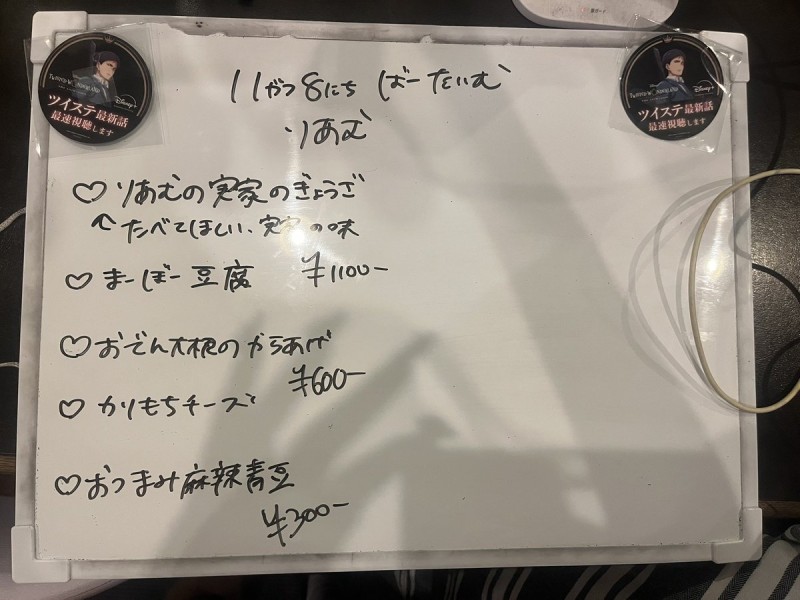 11がつ8にち ばーたいむ
りあむ
♡りあむの実家のぎょうざ
↑たべてほしい、実家の味
♡まーぼー豆腐 ¥1100-
♡おでん大根のからあげ
¥600-
♡かりもちチーズ
♡おつまみ麻辣青豆
¥300-
Disney+
ツイステ最新話
最速視聴します
Disney+
ツイステ最新話
最速視聴します